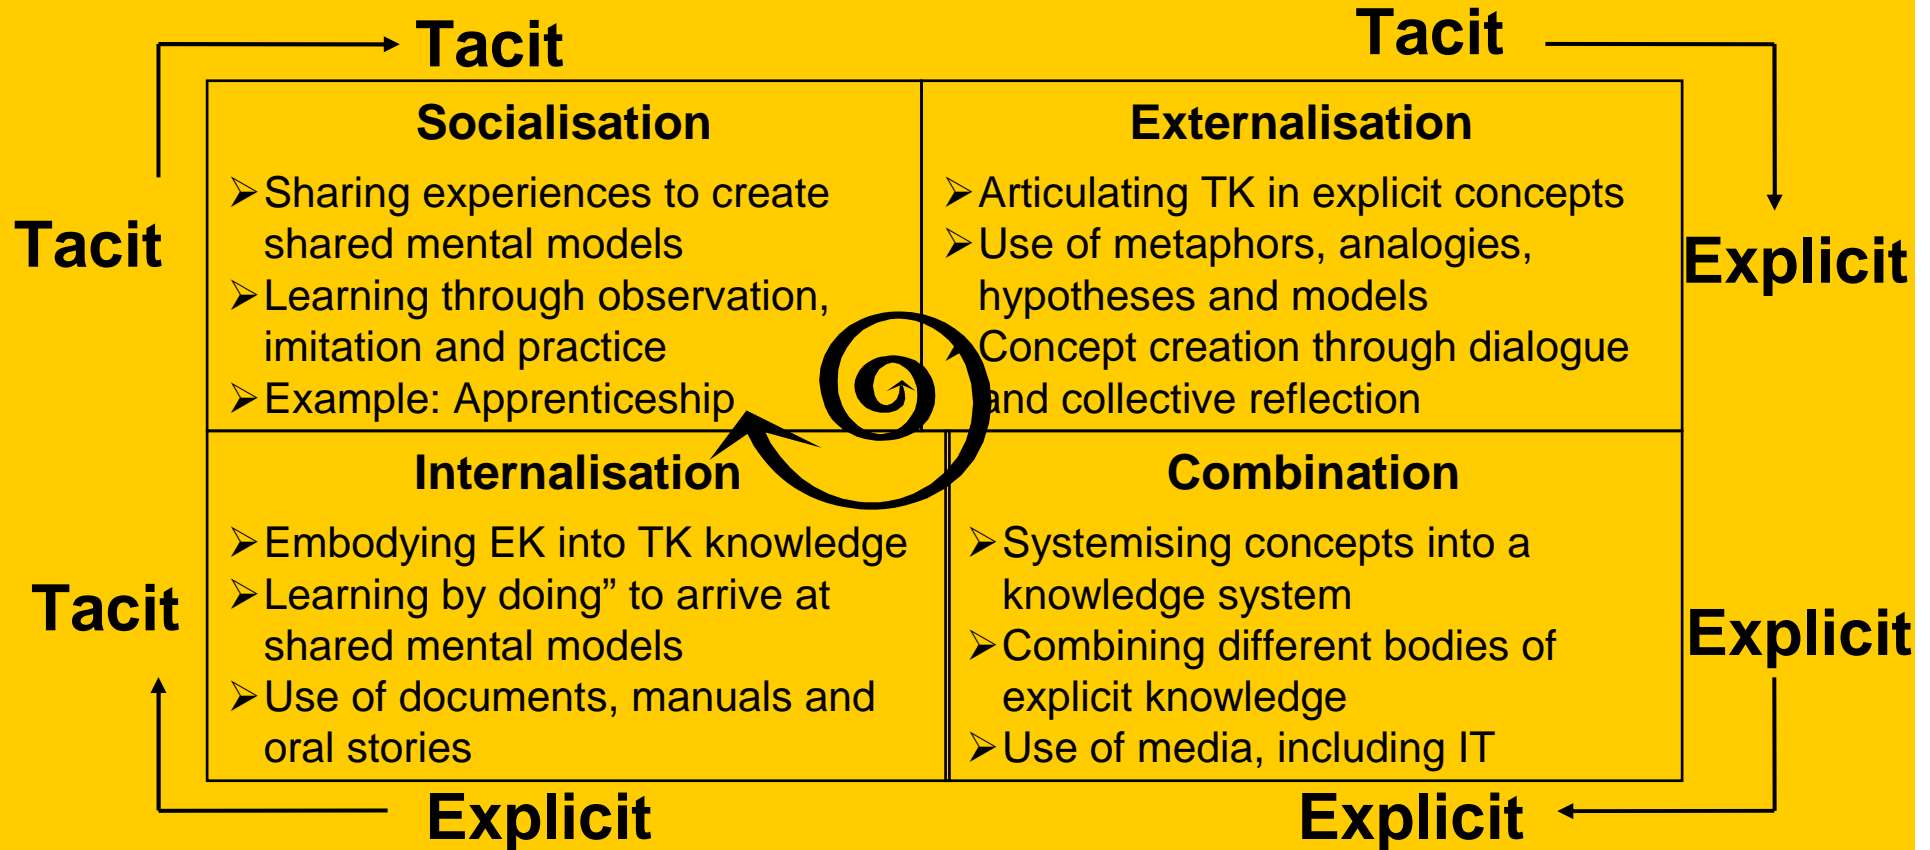 Tacit
Tacit
Socialisation
➢Sharing experiences to create
shared mental models
➢Learning through observation,
imitation and practice
➢Example: Apprenticeship
Externalisation
➢Articulating TK in explicit concepts
➢Use of metaphors, analogies,
hypotheses and models
➢Concept creation through dialogue
and collective reflection
Tacit
Explicit
Internalisation
➢Embodying EK into TK knowledge
➢Learning by doing” to arrive at
shared mental models
➢Use of documents, manuals and
oral stories
Combination
➢Systemising concepts into a
knowledge system
➢Combining different bodies of
explicit knowledge
➢Use of media, including IT
Tacit
Explicit
Explicit
Explicit